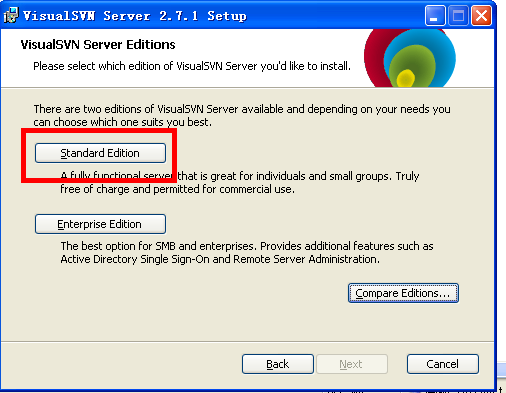 VisualSVN Server 2.7.1 Setup
VisualSVN Server Editions
Please select which edition of VisualSVN Server you'd like to install.
There are two editions of VisualSVN Server available and depending on your needs you
can choose which one suits you best.
Standard Edition
A fully functional server that is great for individuals and small groups. Truly
free of charge and permitted for commercial use.
Enterprise Edition
The best option for SMB and enterprises. Provides additional features such as
Active Directory Single Sign-On and Remote Server Administration.
Compare Editions...
Back
Next
Cancel